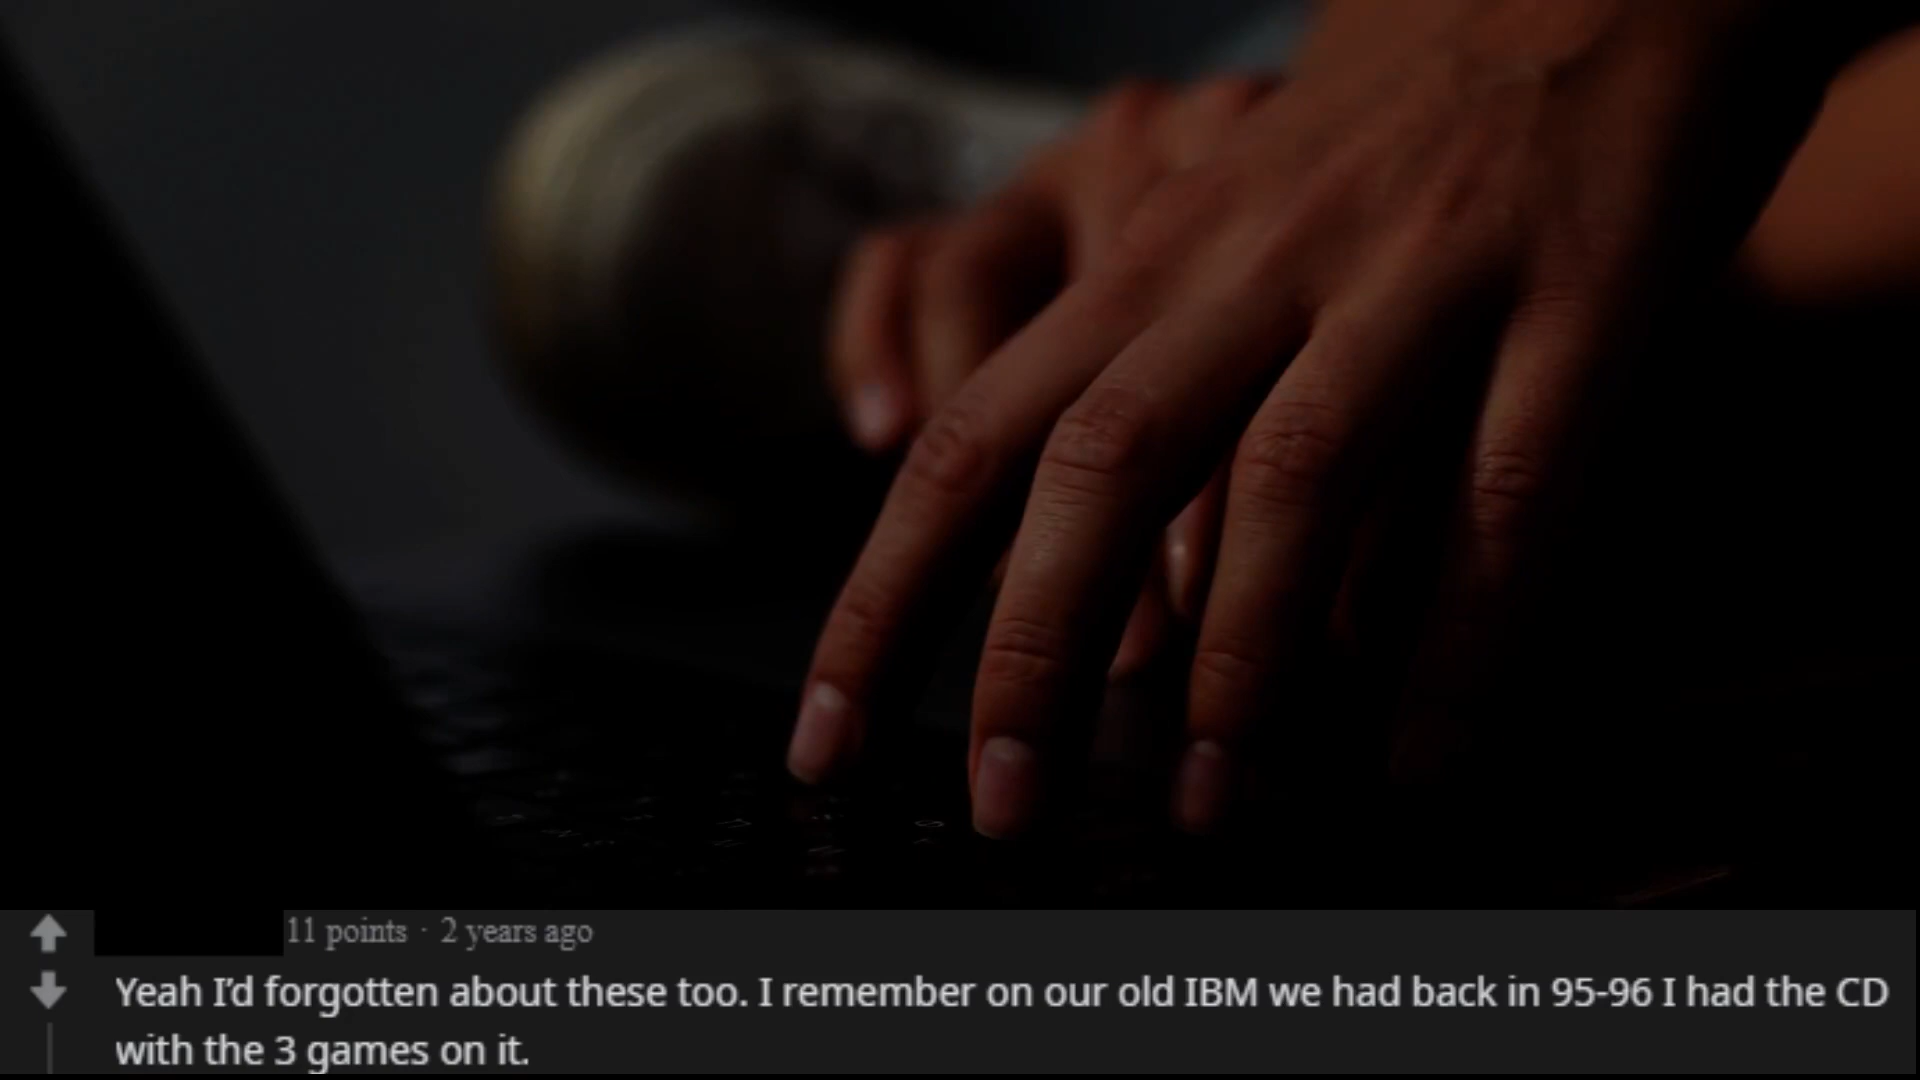 11 points · 2 years ago
Yeah I'd forgotten about these too. I remember on our old IBM we had back in 95-96 I had the CD
with the 3 games on it.